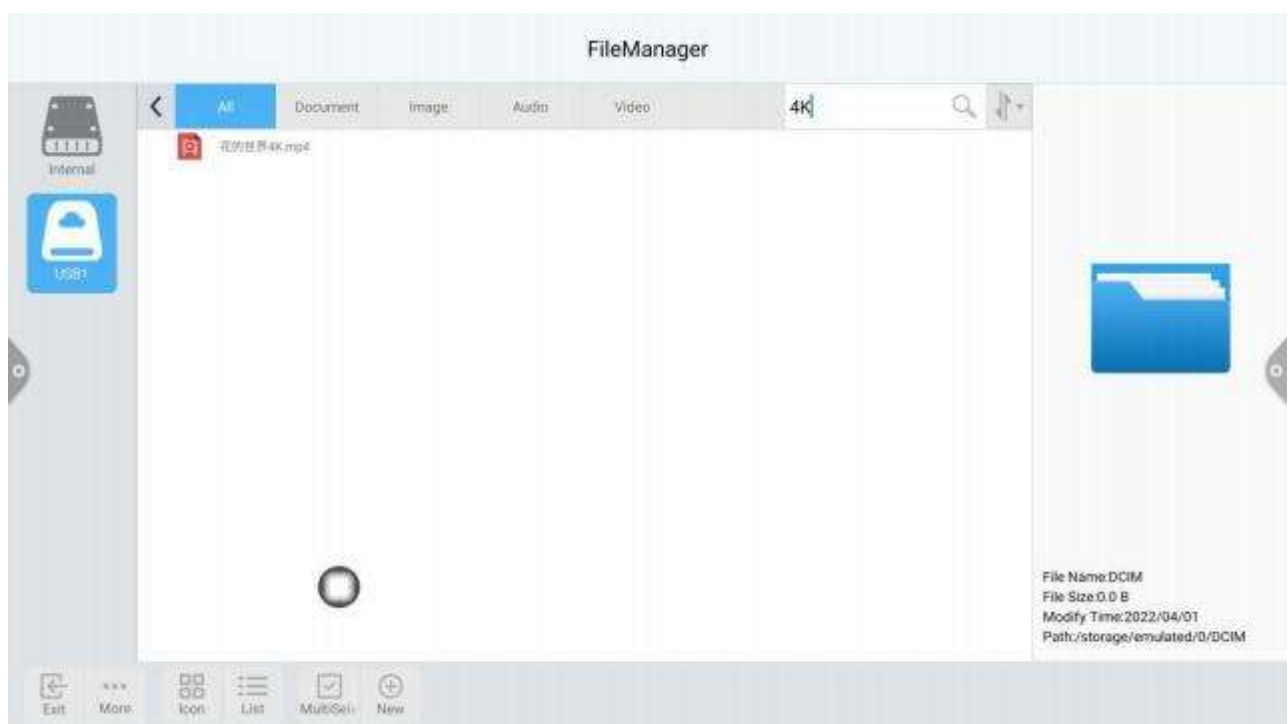 FileManager
All Document Image Audio Video 4K
Internal
花的世界4K.mp4
USB1
File Name:DCIM
File Size:0.0 B
Modify Time:2022/04/01
Path:/storage/emulated/0/DCIM
Exit More Icon List MultiSele New